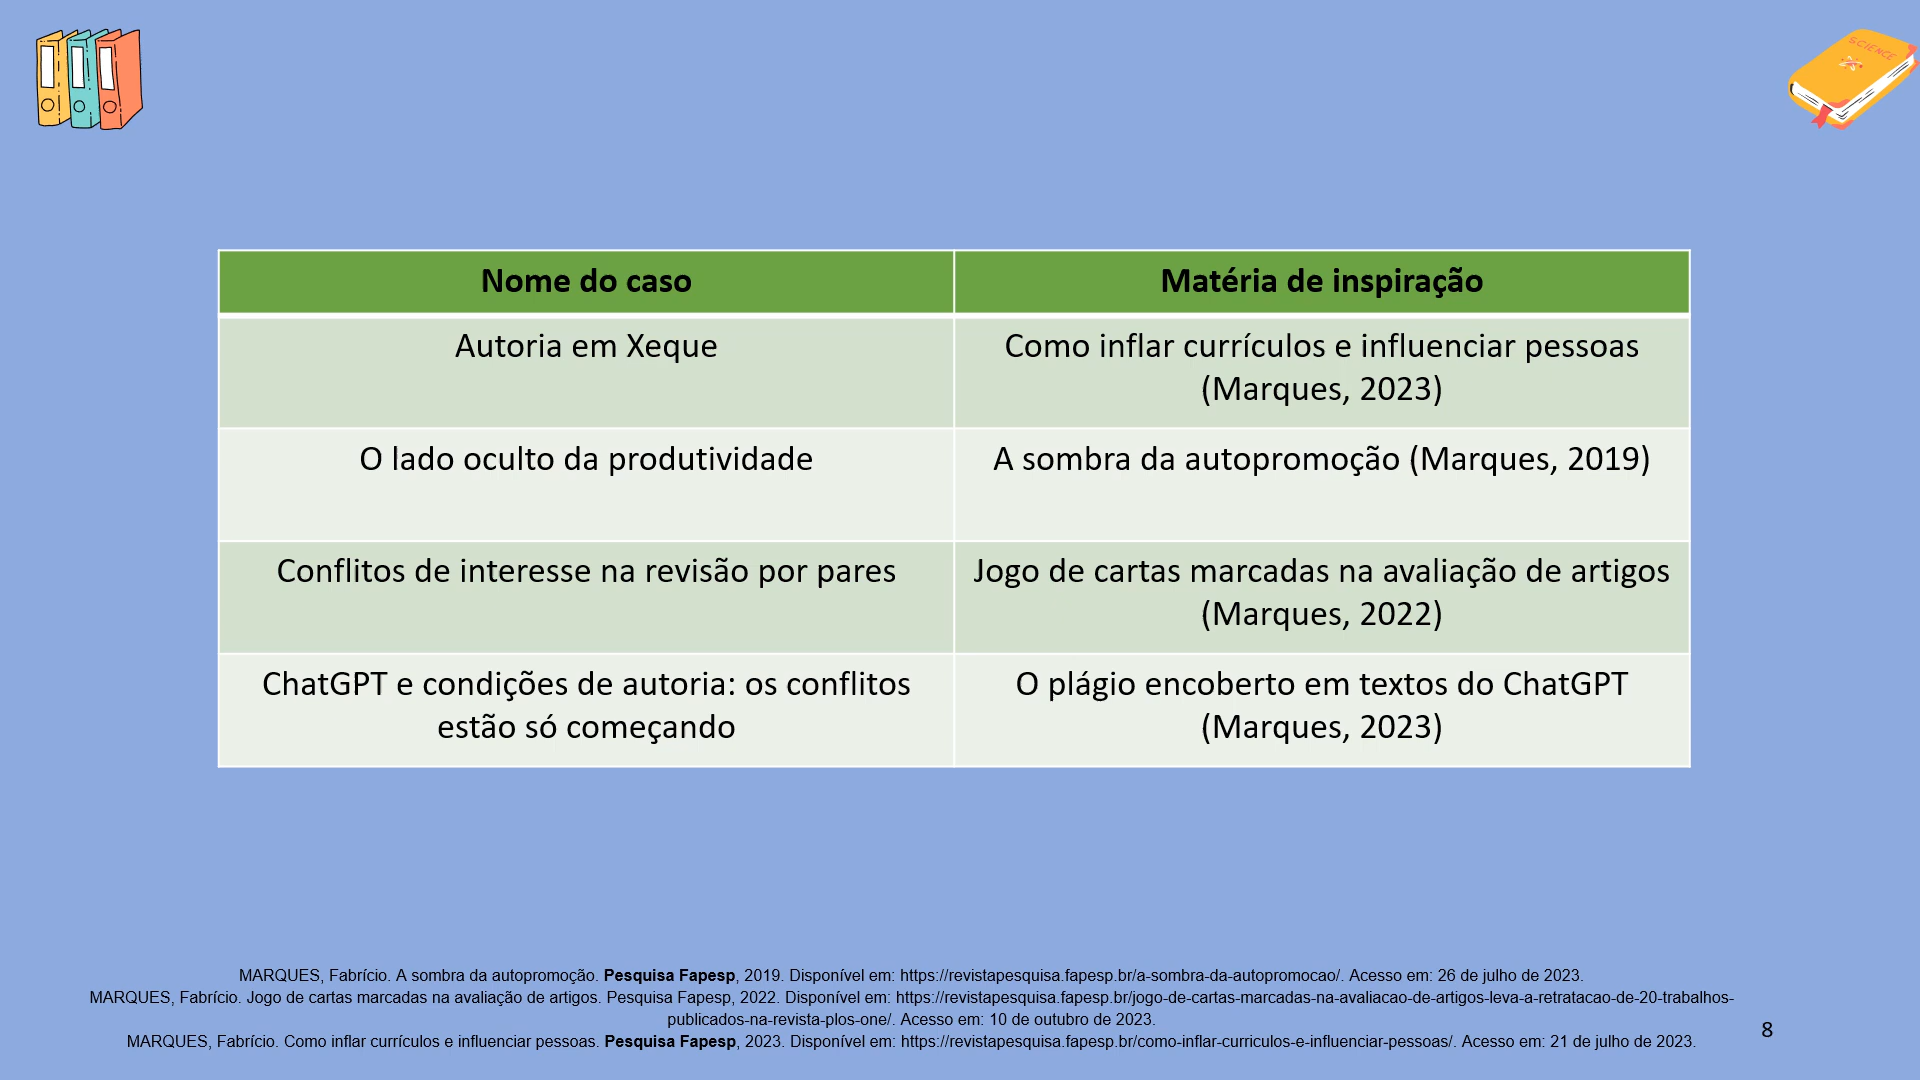 SCIENCE
Nome do caso
Matéria de inspiração
Autoria em Xeque
Como inflar currículos e influenciar pessoas
(Marques, 2023)
O lado oculto da produtividade
A sombra da autopromoção (Marques, 2019)
Conflitos de interesse na revisão por pares
Jogo de cartas marcadas na avaliação de artigos
(Marques, 2022)
ChatGPT e condições de autoria: os conflitos
estão só começando
O plágio encoberto em textos do ChatGPT
(Marques, 2023)
MARQUES, Fabrício. A sombra da autopromoção. Pesquisa Fapesp, 2019. Disponível em: https://revistapesquisa.fapesp.br/a-sombra-da-autopromocao/. Acesso em: 26 de julho de 2023.
MARQUES, Fabrício. Jogo de cartas marcadas na avaliação de artigos. Pesquisa Fapesp, 2022. Disponível em: https://revistapesquisa.fapesp.br/jogo-de-cartas-marcadas-na-avaliacao-de-artigos-leva-a-retratacao-de-20-trabalhos-
publicados-na-revista-plos-one/. Acesso em: 10 de outubro de 2023.
MARQUES, Fabrício. Como inflar currículos e influenciar pessoas. Pesquisa Fapesp, 2023. Disponível em: https://revistapesquisa.fapesp.br/como-inflar-curriculos-e-influenciar-pessoas/. Acesso em: 21 de julho de 2023.
8